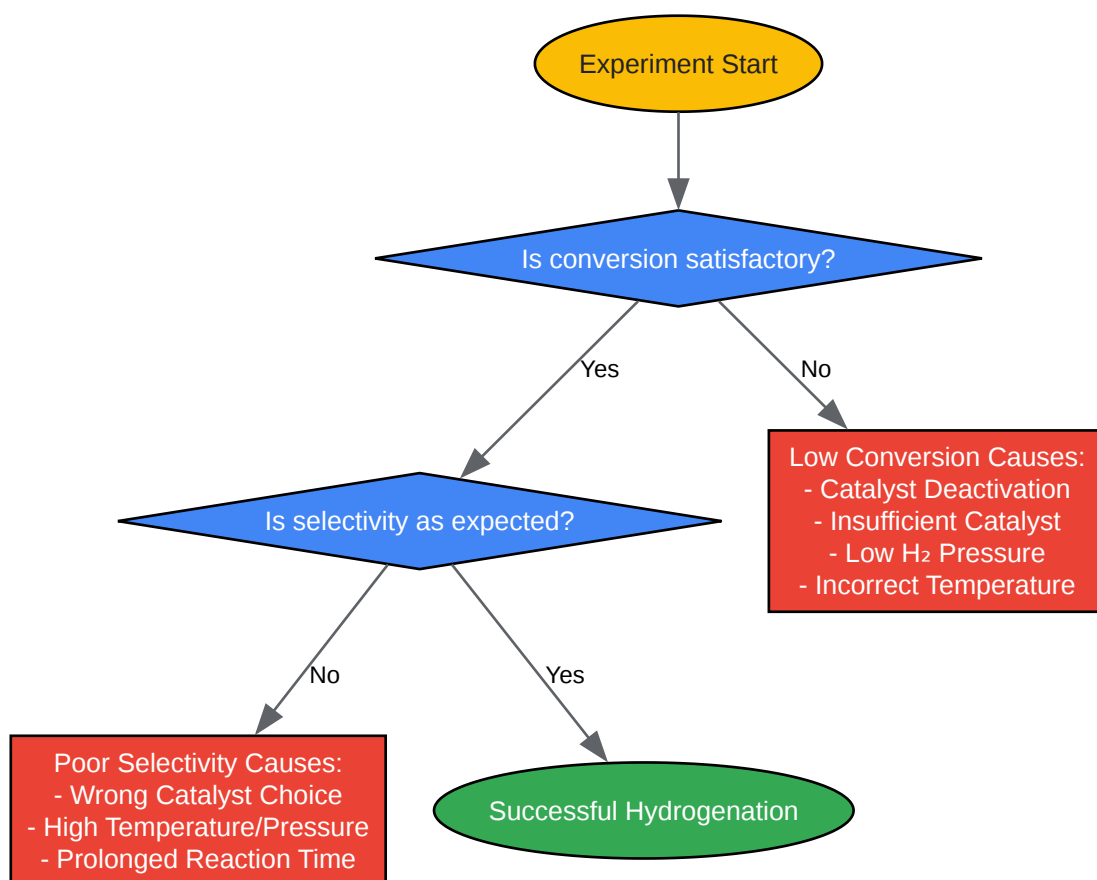 Experiment Start
Is conversion satisfactory?
Yes
No
Low Conversion Causes:
- Catalyst Deactivation
- Insufficient Catalyst
- Low H₂ Pressure
- Incorrect Temperature
Is selectivity as expected?
No
Yes
Poor Selectivity Causes:
- Wrong Catalyst Choice
- High Temperature/Pressure
- Prolonged Reaction Time
Successful Hydrogenation